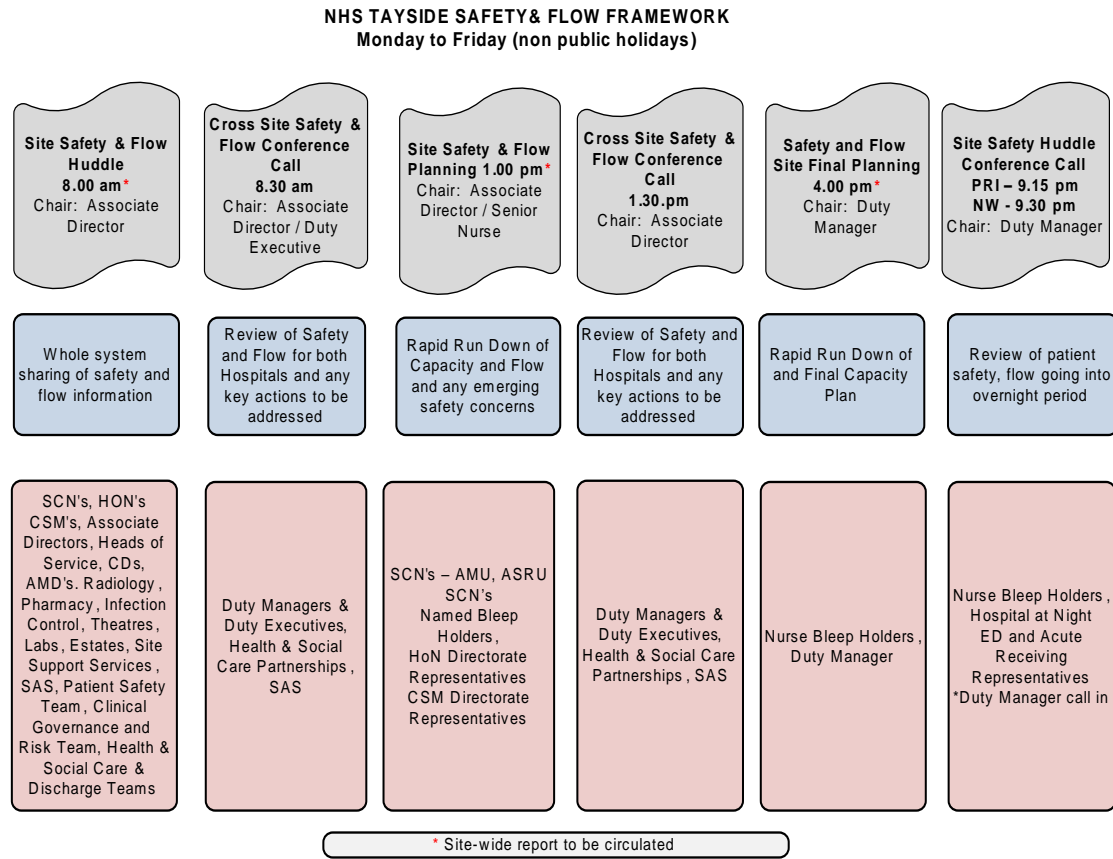 NHS TAYSIDE SAFETY& FLOW FRAMEWORK
Monday to Friday (non public holidays)
Site Safety & Flow
Huddle
8.00 am*
Chair: Associate
Director
Cross Site Safety &
Flow Conference
Call
8.30 am
Chair: Associate
Director / Duty
Executive
Site Safety & Flow
Planning 1.00 pm*
Chair: Associate
Director / Senior
Nurse
Cross Site Safety &
Flow Conference
Call
1.30.pm
Chair: Associate
Director
Safety and Flow
Site Final Planning
4.00 pm*
Chair: Duty
Manager
Site Safety Huddle
Conference Call
PRI – 9.15 pm
NW - 9.30 pm
Chair: Duty Manager
Whole system
sharing of safety and
flow information
Review of Safety
and Flow for both
Hospitals and any
key actions to be
addressed
Rapid Run Down of
Capacity and Flow
and any emerging
safety concerns
Review of Safety and
Flow for both
Hospitals and any
key actions to be
addressed
Rapid Run Down of
and Final Capacity
Plan
Review of patient
safety, flow going into
overnight period
SCN's, HON's
CSM's, Associate
Directors, Heads of
Service, CDs,
AMD's. Radiology,
Pharmacy, Infection
Control, Theatres,
Labs, Estates, Site
Support Services,
SAS, Patient Safety
Team, Clinical
Governance and
Risk Team, Health &
Social Care &
Discharge Teams
Duty Managers &
Duty Executives,
Health & Social
Care Partnerships,
SAS
SCN's – AMU, ASRU
SCN's
Named Bleep
Holders,
HoN Directorate
Representatives
CSM Directorate
Representatives
Duty Managers &
Duty Executives,
Health & Social Care
Partnerships, SAS
Nurse Bleep Holders,
Duty Manager
Nurse Bleep Holders,
Hospital at Night
ED and Acute
Receiving
Representatives
*Duty Manager call in
* Site-wide report to be circulated